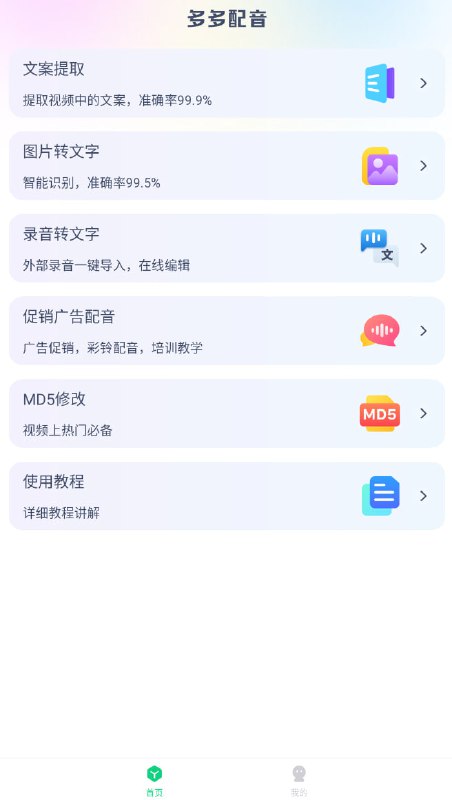 多多配音
文案提取
提取视频中的文案，准确率99.9%
图片转文字
智能识别，准确率99.5%
录音转文字
文
外部录音一键导入，在线编辑
促销广告配音
广告促销，彩铃配音，培训教学
MD5修改
MD5
视频上热门必备
使用教程
详细教程讲解
首页
我的